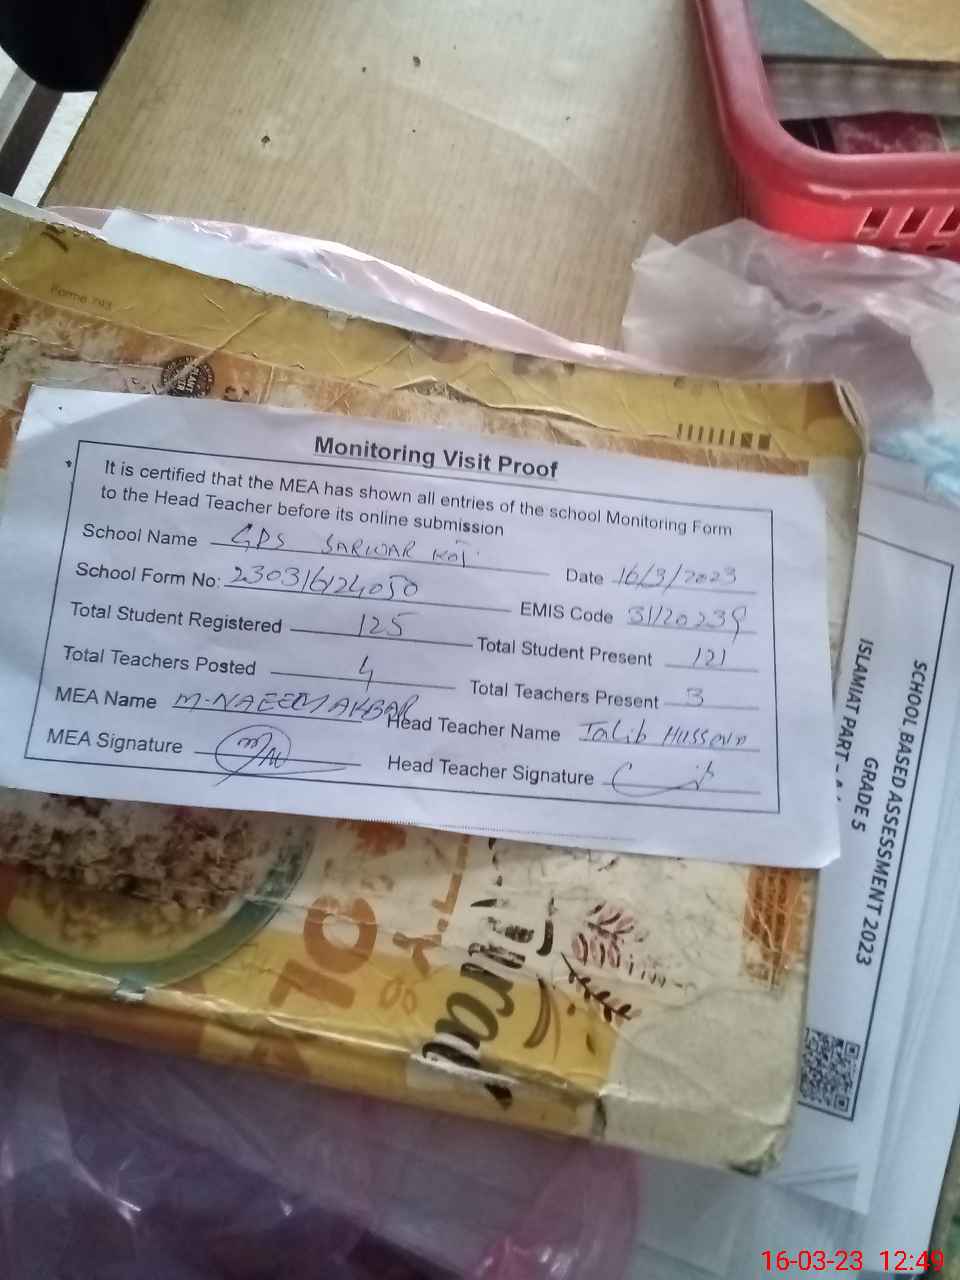 Monitoring Visit Proof
It is certified that the MEA has shown all entries of the school Monitoring Form
to the Head Teacher before its online submission
School Name GPS SARWAR KOT
Date 16/3/2023
School Form No: 230316124050
EMIS Code 31120239
Total Student Registered 125
Total Student Present 121
Total Teachers Posted 4
Total Teachers Present 3
MEA Name M-NAEEM AKBAR
Head Teacher Name Talib Hussain
MEA Signature
Head Teacher Signature
SCHOOL BASED ASSESSMENT 2023
GRADE 5
ISLAMIAT PART -
16-03-23 12:49